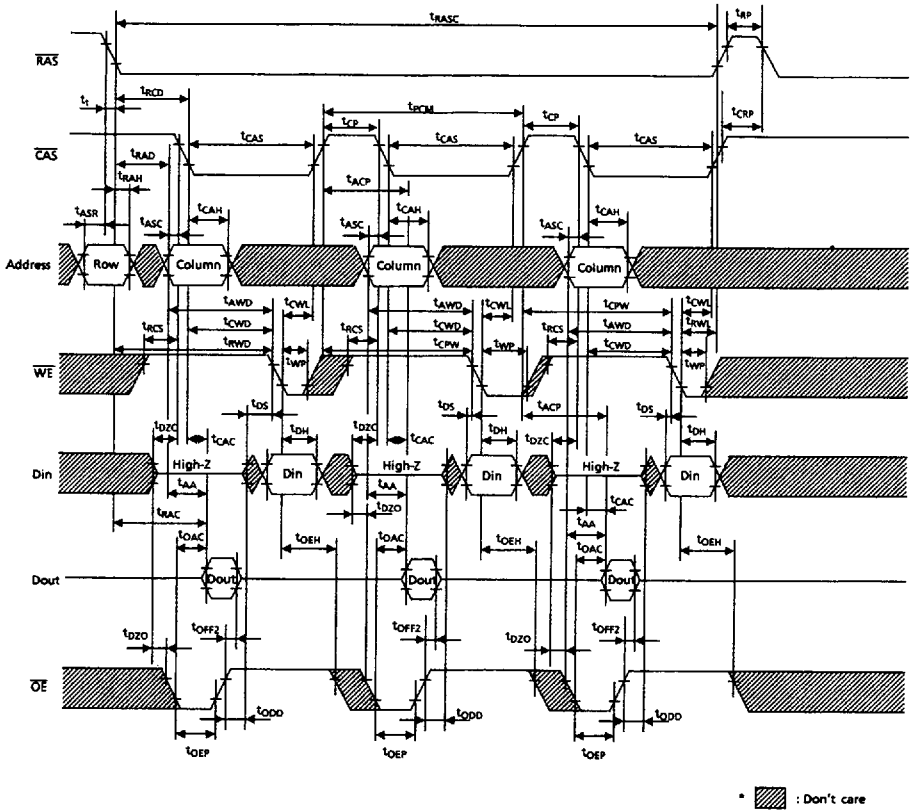 tRASC
tRP
RAS
tT
tRCD
tPCM
tCRP
tCP
tCP
CAS
tCAS
tCAS
tCAS
tRAD
tRAH
tACP
tASR
tASC
tCAH
tASC
tCAH
tASC
tCAH
Address
Row
Column
Column
Column
tAWD
tCWL
tAWD
tCWL
tCPW
tCWL
tRCS
tCWD
tRCS
tCWD
tRCS
tAWD
tRWL
tRWD
tWP
tCPW
tWP
tCWD
tWP
WE
tDS
tDS
tACP
tDS
tDZC
tCAC
tDH
tDZC
tCAC
tDH
tDZC
tDH
Din
High-Z
Din
High-Z
Din
High-Z
Din
tAA
tAA
tCAC
tRAC
tDZO
tAA
tOAC
tOEH
tOAC
tOEH
tOAC
tOEH
Dout
Dout
Dout
Dout
tDZO
tOFF2
tOFF2
tDZO
tOFF2
OE
tODD
tODD
tODD
tOEP
tOEP
tOEP
* : Don't care